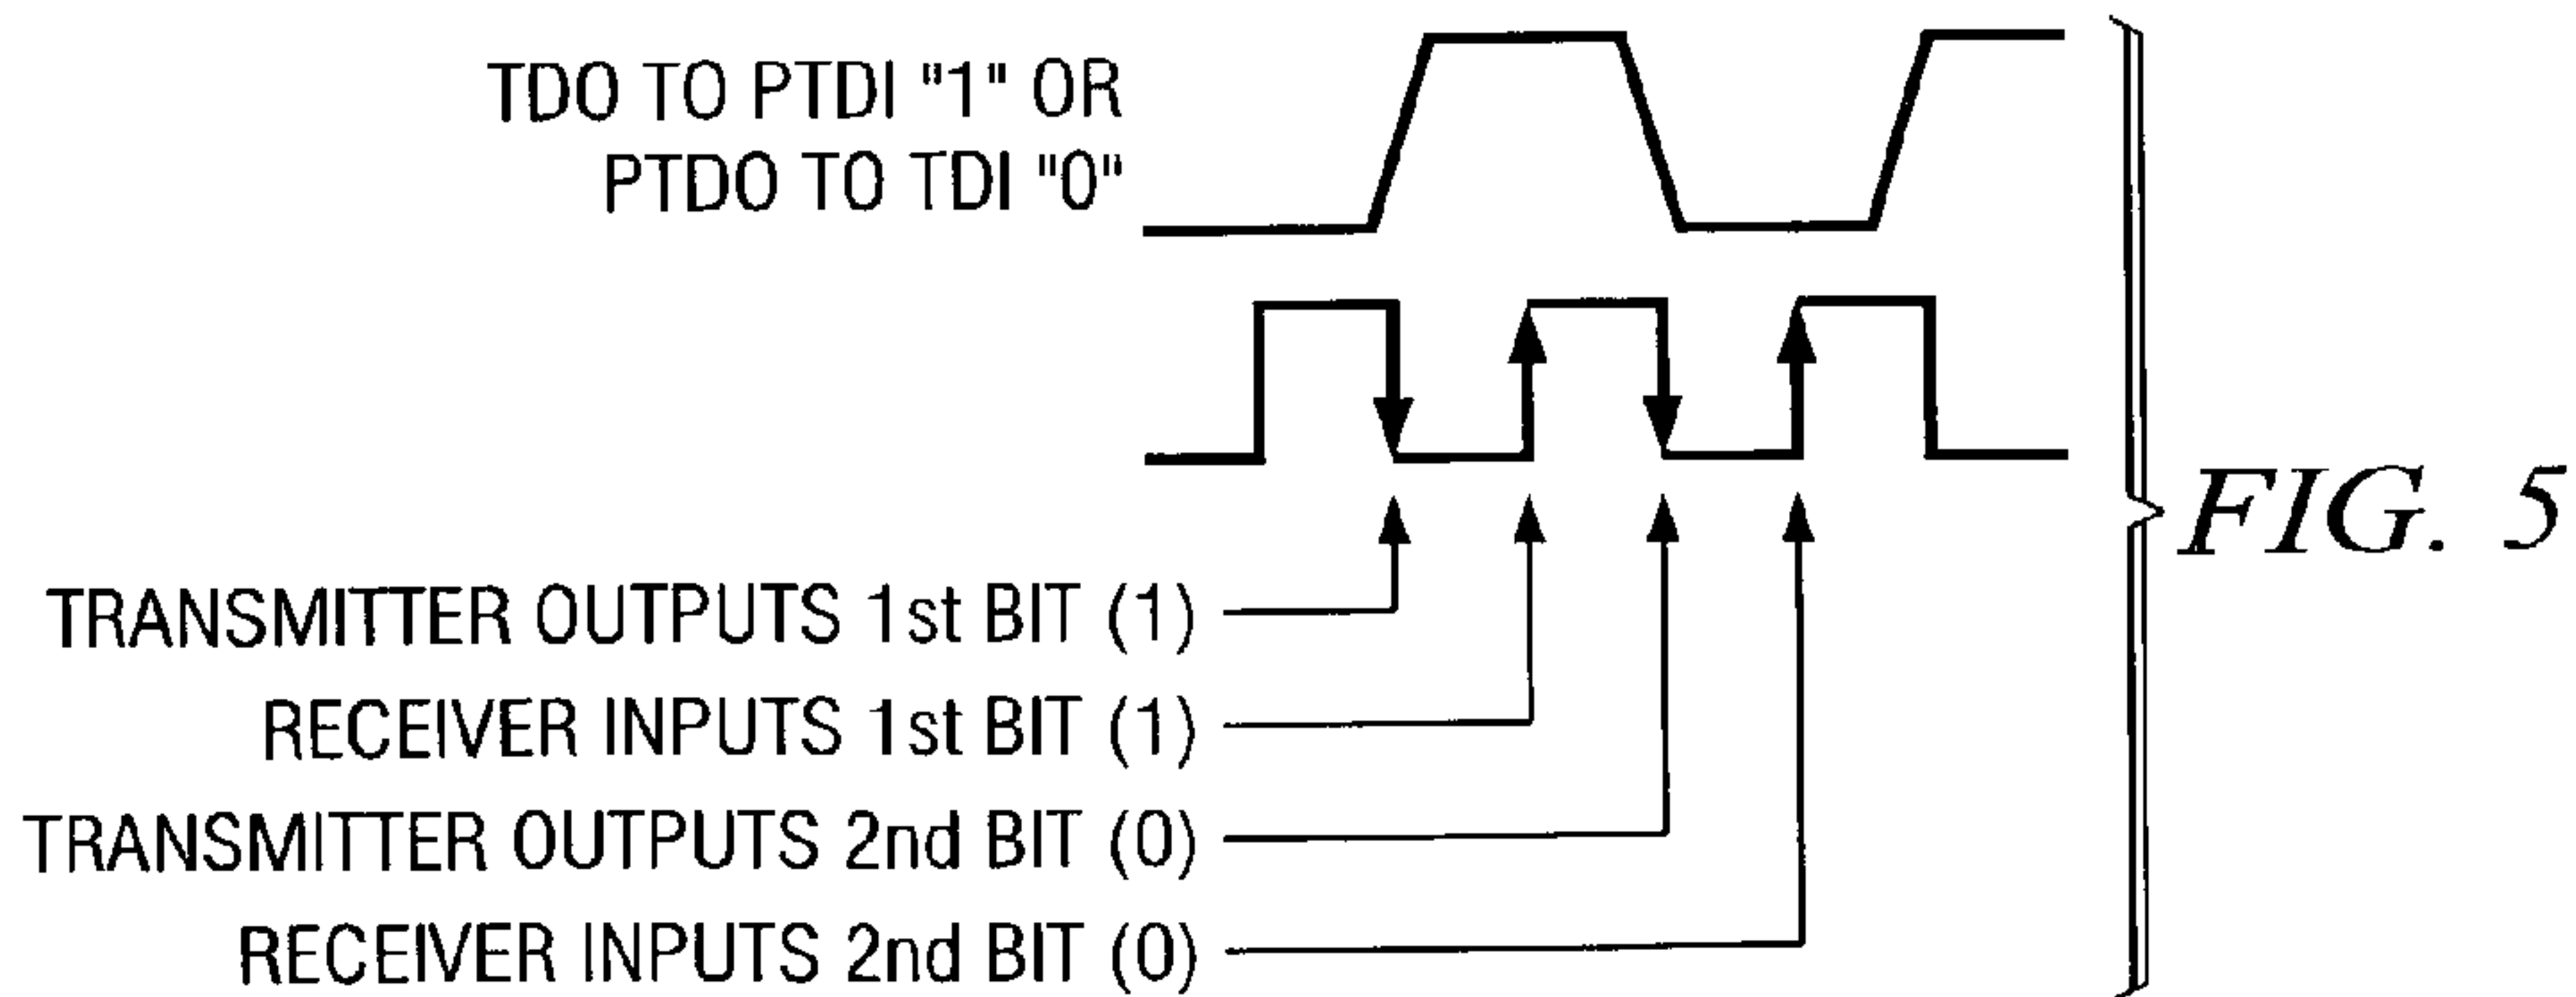 TDO TO PTDI "1" OR
PTDO TO TDI "0"
FIG. 5
TRANSMITTER OUTPUTS 1st BIT (1)
RECEIVER INPUTS 1st BIT (1)
TRANSMITTER OUTPUTS 2nd BIT (0)
RECEIVER INPUTS 2nd BIT (0)